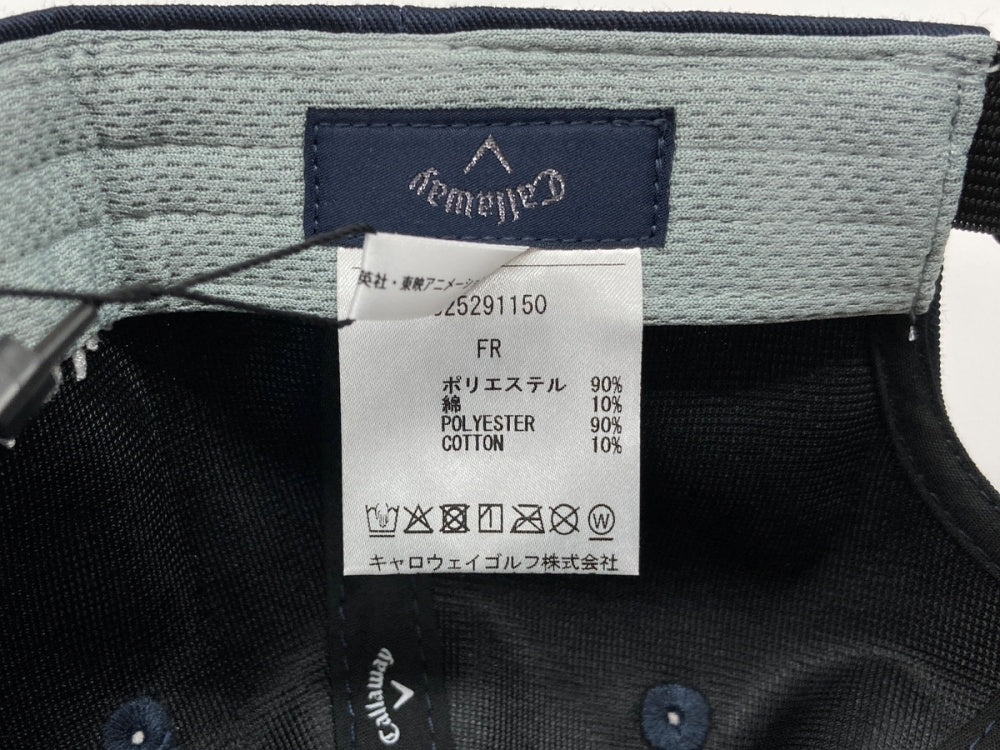 Callaway
英社・東映アニメーシ
25291150
FR
ポリエステル 90%
綿 10%
POLYESTER 90%
COTTON 10%
W
キャロウェイゴルフ株式会社
Callaway